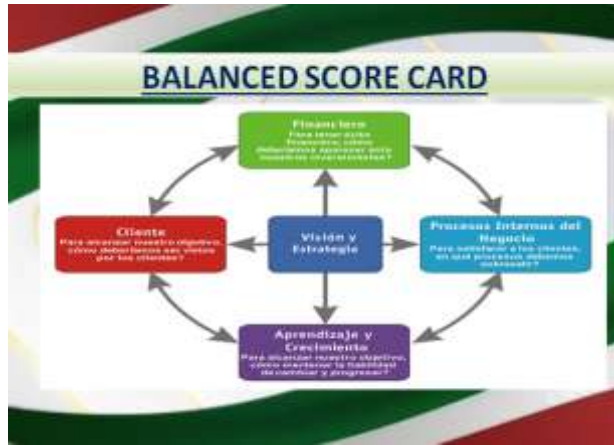 BALANCED SCORE CARD
Financiero
Para tener éxito
financiero, cómo
deberíamos aparecer ante
nuestros inversionistas?
Cliente
Para alcanzar nuestro objetivo,
cómo deberíamos ser vistos
por los clientes?
Visión y
Estrategia
Procesos Internos del
Negocio
Para satisfacer a los clientes,
en qué procesos debemos
sobresalir?
Aprendizaje y
Crecimiento
Para alcanzar nuestro objetivo,
cómo mantener la habilidad
de cambiar y progresar?